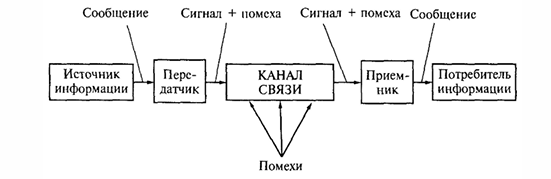 Сообщение
Сигнал + помеха
Сигнал + помеха
Сообщение
Источник
информации
Пере-
датчик
КАНАЛ
СВЯЗИ
Прием-
ник
Потребитель
информации
Помехи